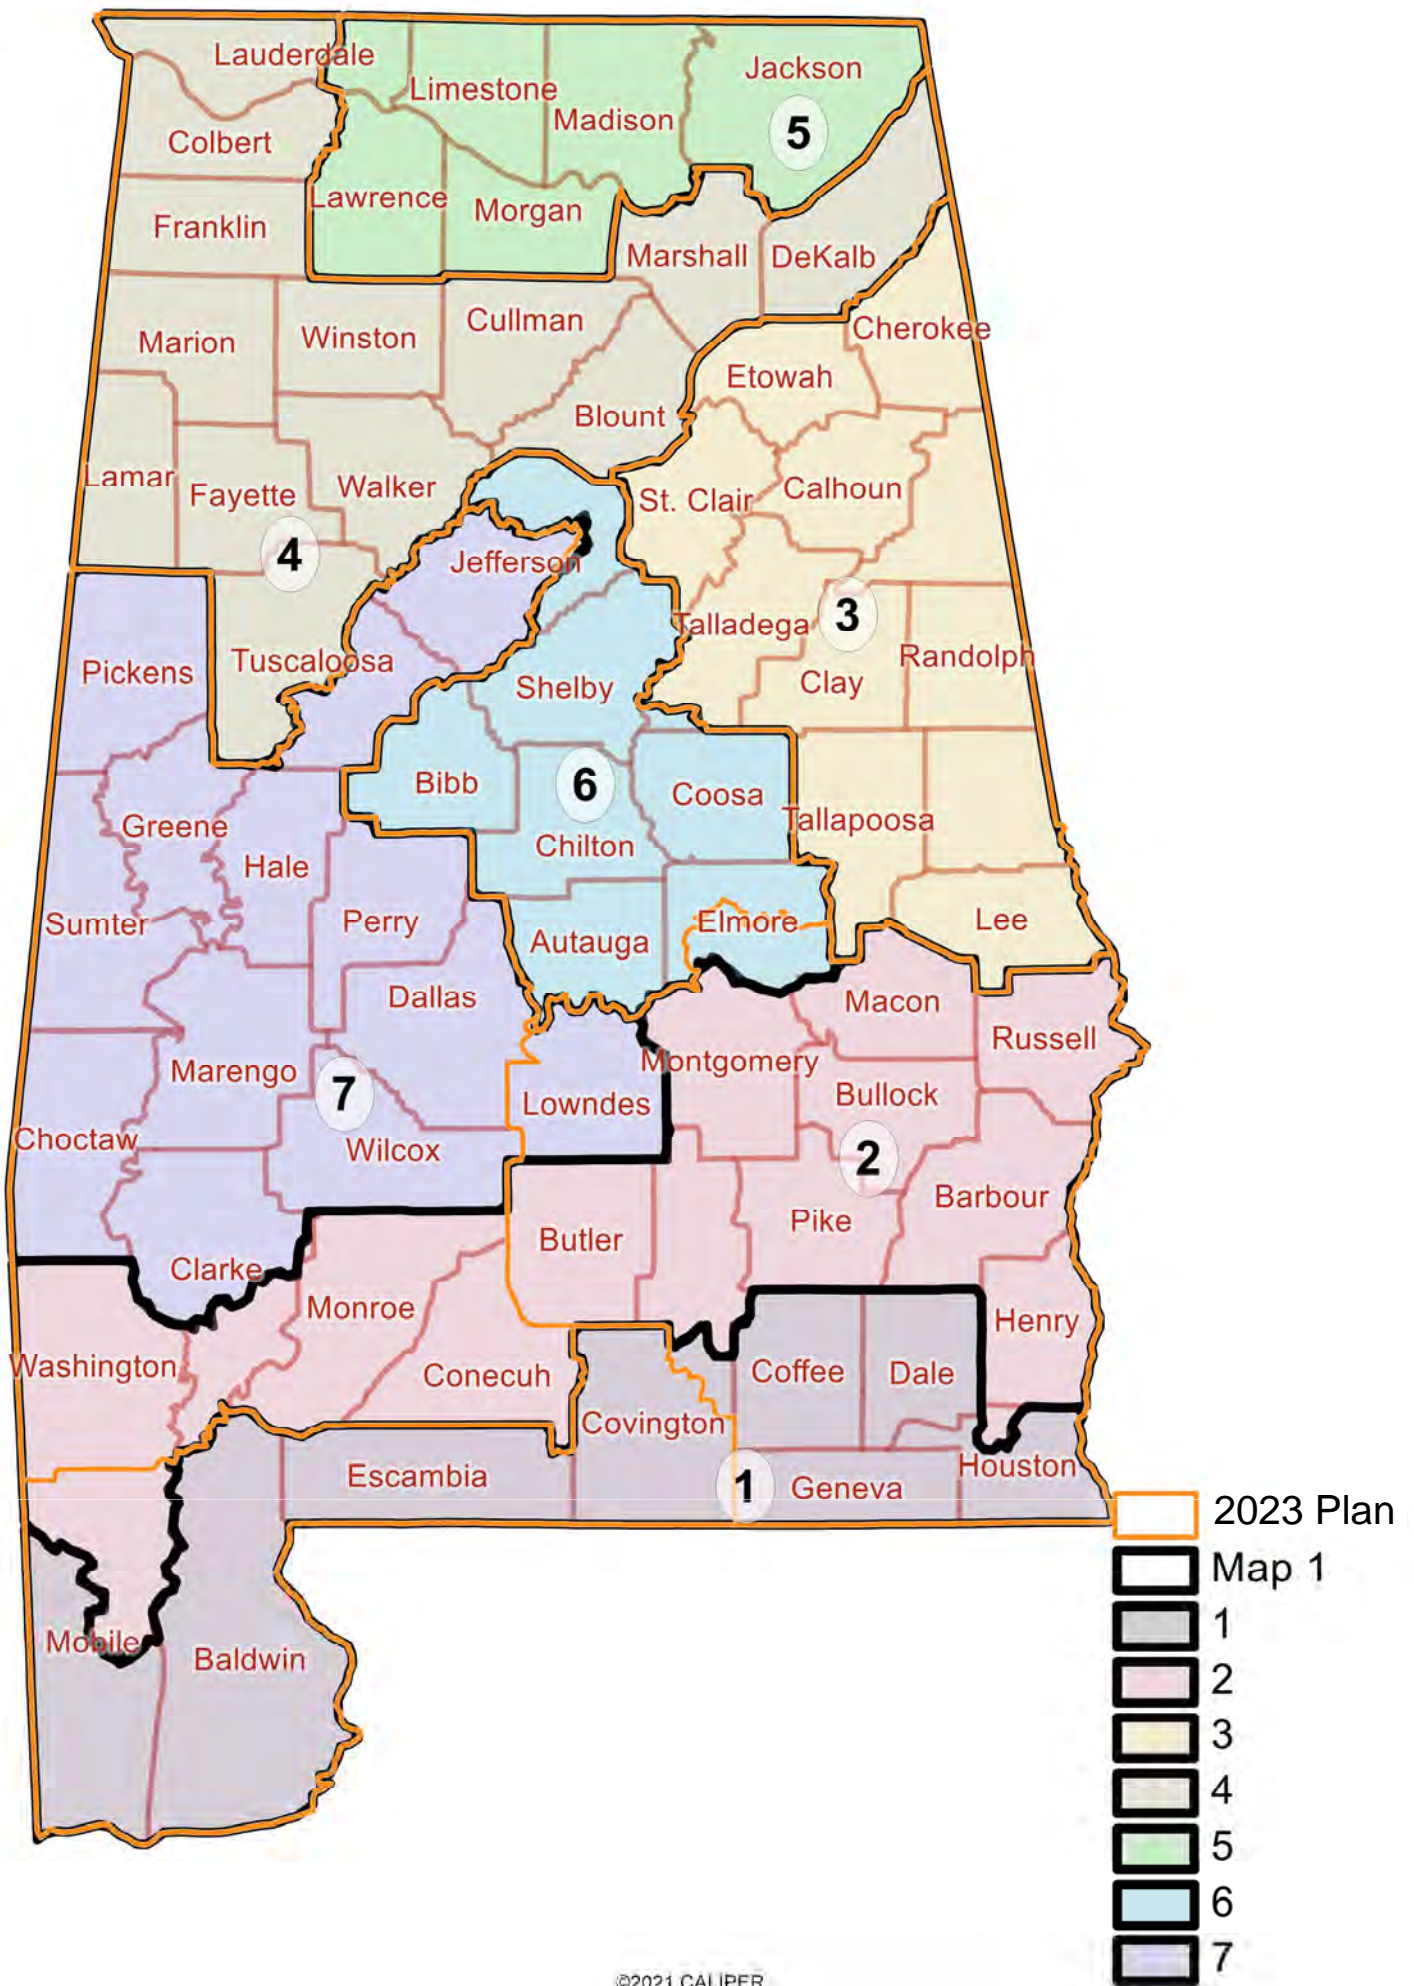 Lauderdale
Jackson
Limestone
Madison
5
Colbert
Lawrence
Morgan
Franklin
Marshall
DeKalb
Cullman
Cherokee
Winston
Marion
Etowah
Blount
Lamar
Fayette
Walker
St. Clair
Calhoun
4
Jefferson
3
Talladega
Randolph
Tuscaloosa
Pickens
Clay
Shelby
Bibb
6
Coosa
Tallapoosa
Greene
Chilton
Hale
Sumter
Perry
Elmore
Lee
Autauga
Dallas
Macon
Russell
Montgomery
Marengo
7
Bullock
Lowndes
Choctaw
Wilcox
2
Barbour
Pike
Butler
Clarke
Monroe
Henry
Washington
Conecuh
Coffee
Dale
Covington
Escambia
1
Geneva
Houston
2023 Plan
Map 1
1
Mobile
Baldwin
2
3
4
5
6
7
©2021 CALIPER